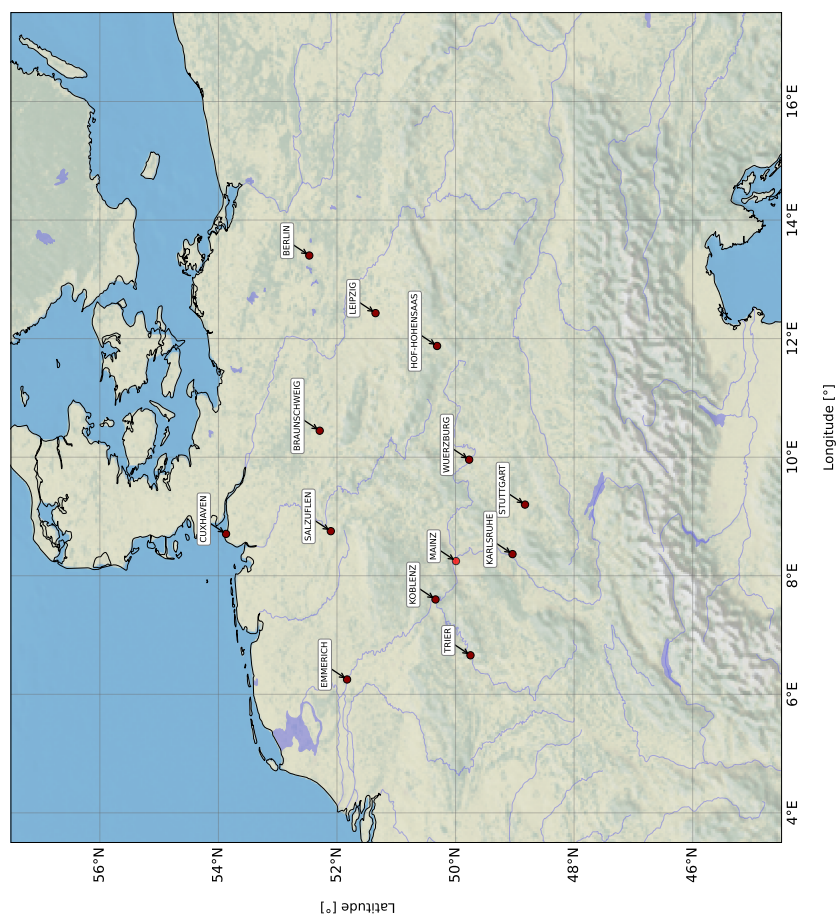 BERLIN
LEIPZIG
HOF-HOHENSAAS
BRAUNSCHWEIG
WUERZBURG
CUXHAVEN
SALZUFLEN
STUTTGART
KARLSRUHE
MAINZ
KOBLENZ
TRIER
EMMERICH
16°E
14°E
12°E
10°E
8°E
6°E
4°E
Longitude [°]
56°N
54°N
52°N
50°N
48°N
46°N
Latitude [°]